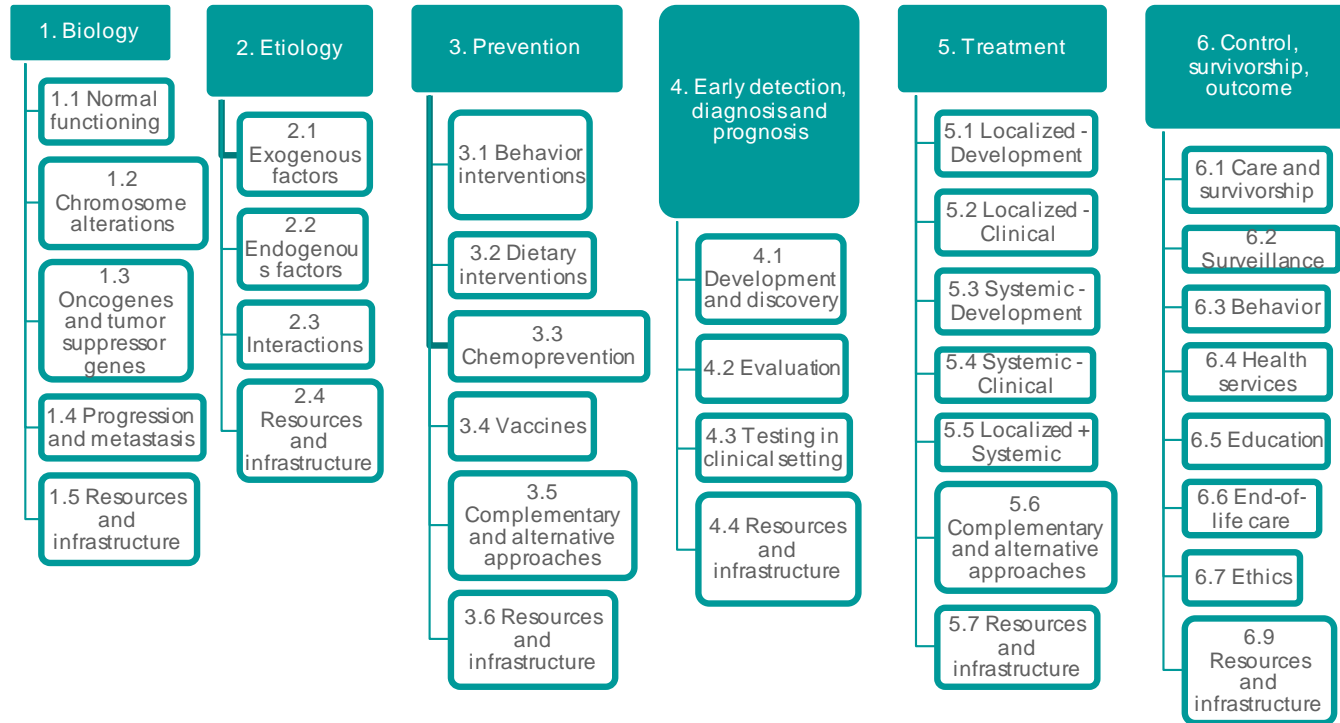 1. Biology
1.1 Normal
functioning
1.2
Chromosome
alterations
1.3
Oncogenes
and tumor
suppressor
genes
1.4 Progression
and metastasis
1.5 Resources
and
infrastructure
2. Etiology
2.1
Exogenous
factors
2.2
Endogenou
s factors
2.3
Interactions
2.4
Resources
and
infrastructure
3. Prevention
3.1 Behavior
interventions
3.2 Dietary
interventions
3.3
Chemoprevention
3.4 Vaccines
3.5
Complementary
and alternative
approaches
3.6 Resources
and
infrastructure
4. Early detection,
diagnosis and
prognosis
4.1
Development
and discovery
4.2 Evaluation
4.3 Testing in
clinical setting
4.4 Resources
and
infrastructure
5. Treatment
5.1 Localized -
Development
5.2 Localized -
Clinical
5.3 Systemic -
Development
5.4 Systemic -
Clinical
5.5 Localized +
Systemic
5.6
Complementary
and alternative
approaches
5.7 Resources
and
infrastructure
6. Control,
survivorship,
outcome
6.1 Care and
survivorship
6.2
Surveillance
6.3 Behavior
6.4 Health
services
6.5 Education
6.6 End-of-
life care
6.7 Ethics
6.9
Resources
and
infrastructure